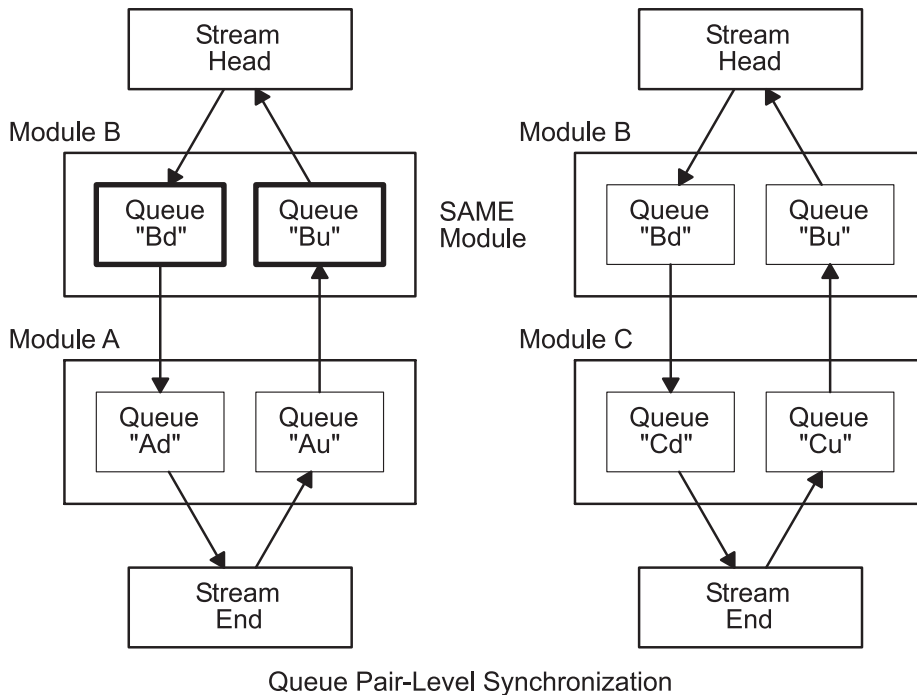 Stream
Head
Stream
Head
Module B
Module B
Queue
"Bd"
Queue
"Bu"
SAME
Module
Queue
"Bd"
Queue
"Bu"
Module A
Module C
Queue
"Ad"
Queue
"Au"
Queue
"Cd"
Queue
"Cu"
Stream
End
Stream
End
Queue Pair-Level Synchronization